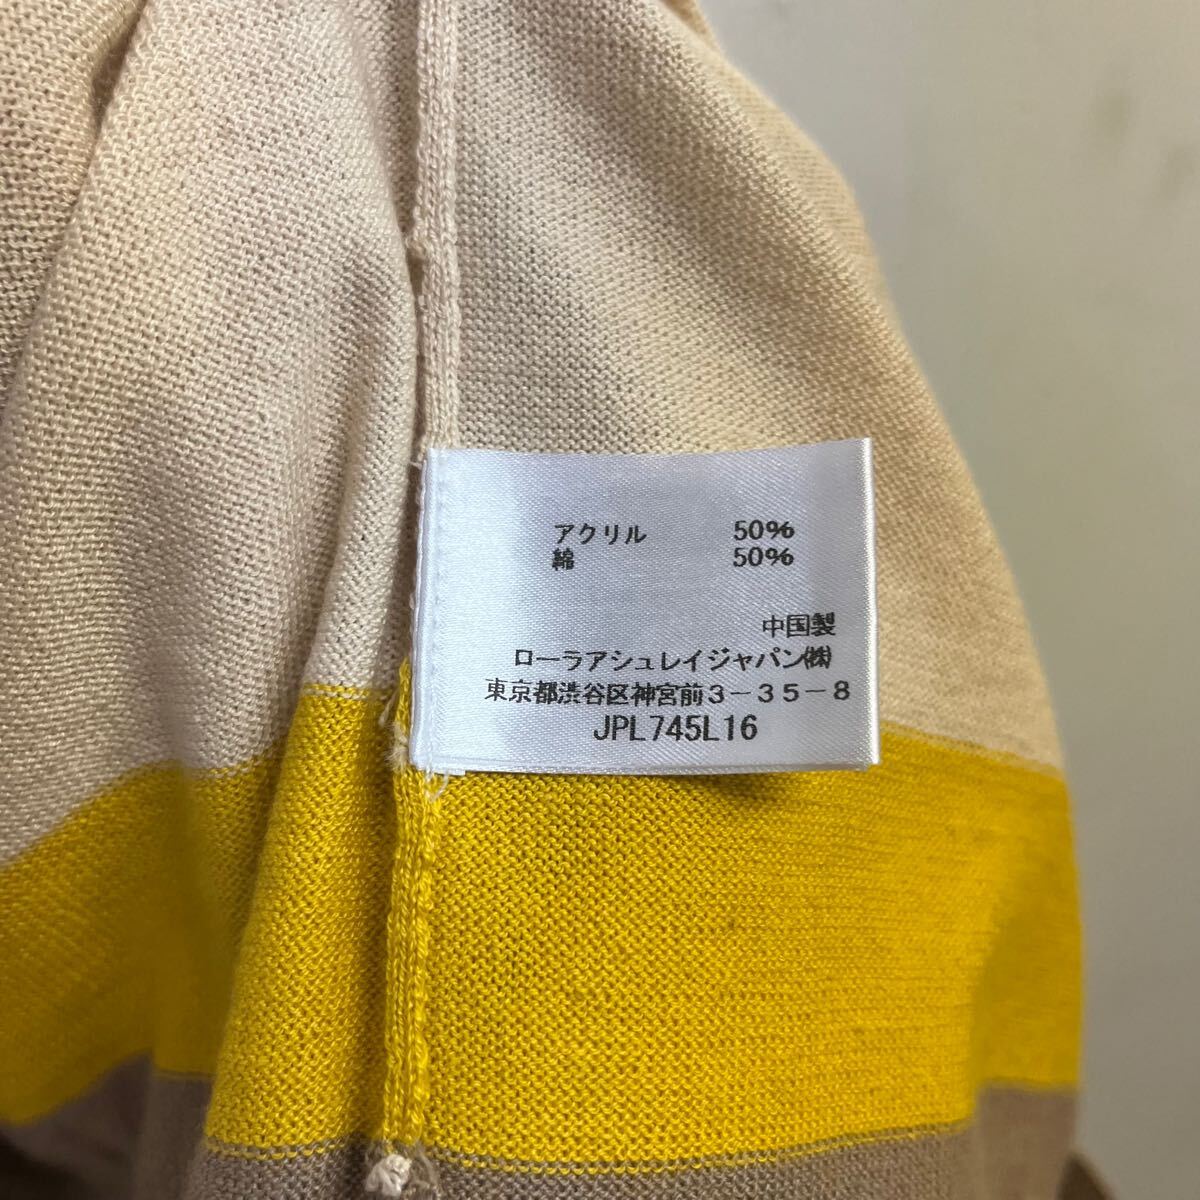 アクリル 50%
綿 50%
中国製
ローラアシュレイジャパン㈱
東京都渋谷区神宮前3-35-8
JPL745L16